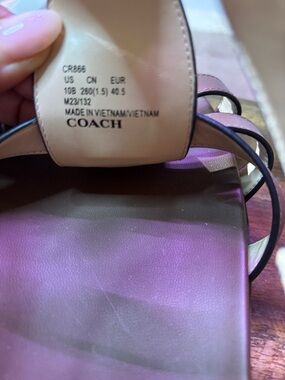 CR866
US CN EUR
10B 260(1.5) 40.5
M23/132
MADE IN VIETNAM/VIETNAM
COACH